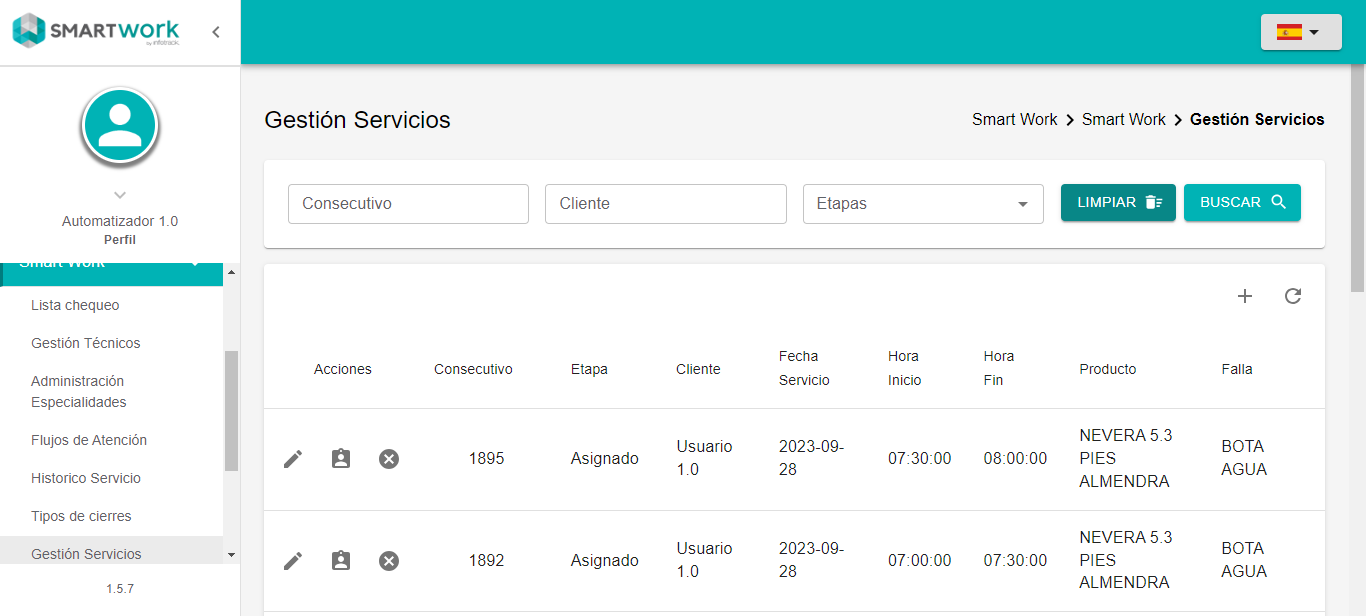 SMARTwork
by infotrack.
Automatizador 1.0
Perfil
Smart Work
Lista chequeo
Gestión Técnicos
Administración
Especialidades
Flujos de Atención
Historico Servicio
Tipos de cierres
Gestión Servicios
1.5.7
Gestión Servicios
Smart Work > Smart Work > Gestión Servicios
Consecutivo
Cliente
Etapas
LIMPIAR
BUSCAR
Acciones Consecutivo Etapa Cliente Fecha Servicio Hora Inicio Hora Fin Producto Falla
1895 Asignado Usuario 1.0 2023-09-28 07:30:00 08:00:00 NEVERA 5.3 PIES ALMENDRA BOTA AGUA
1892 Asignado Usuario 1.0 2023-09-28 07:00:00 07:30:00 NEVERA 5.3 PIES ALMENDRA BOTA AGUA